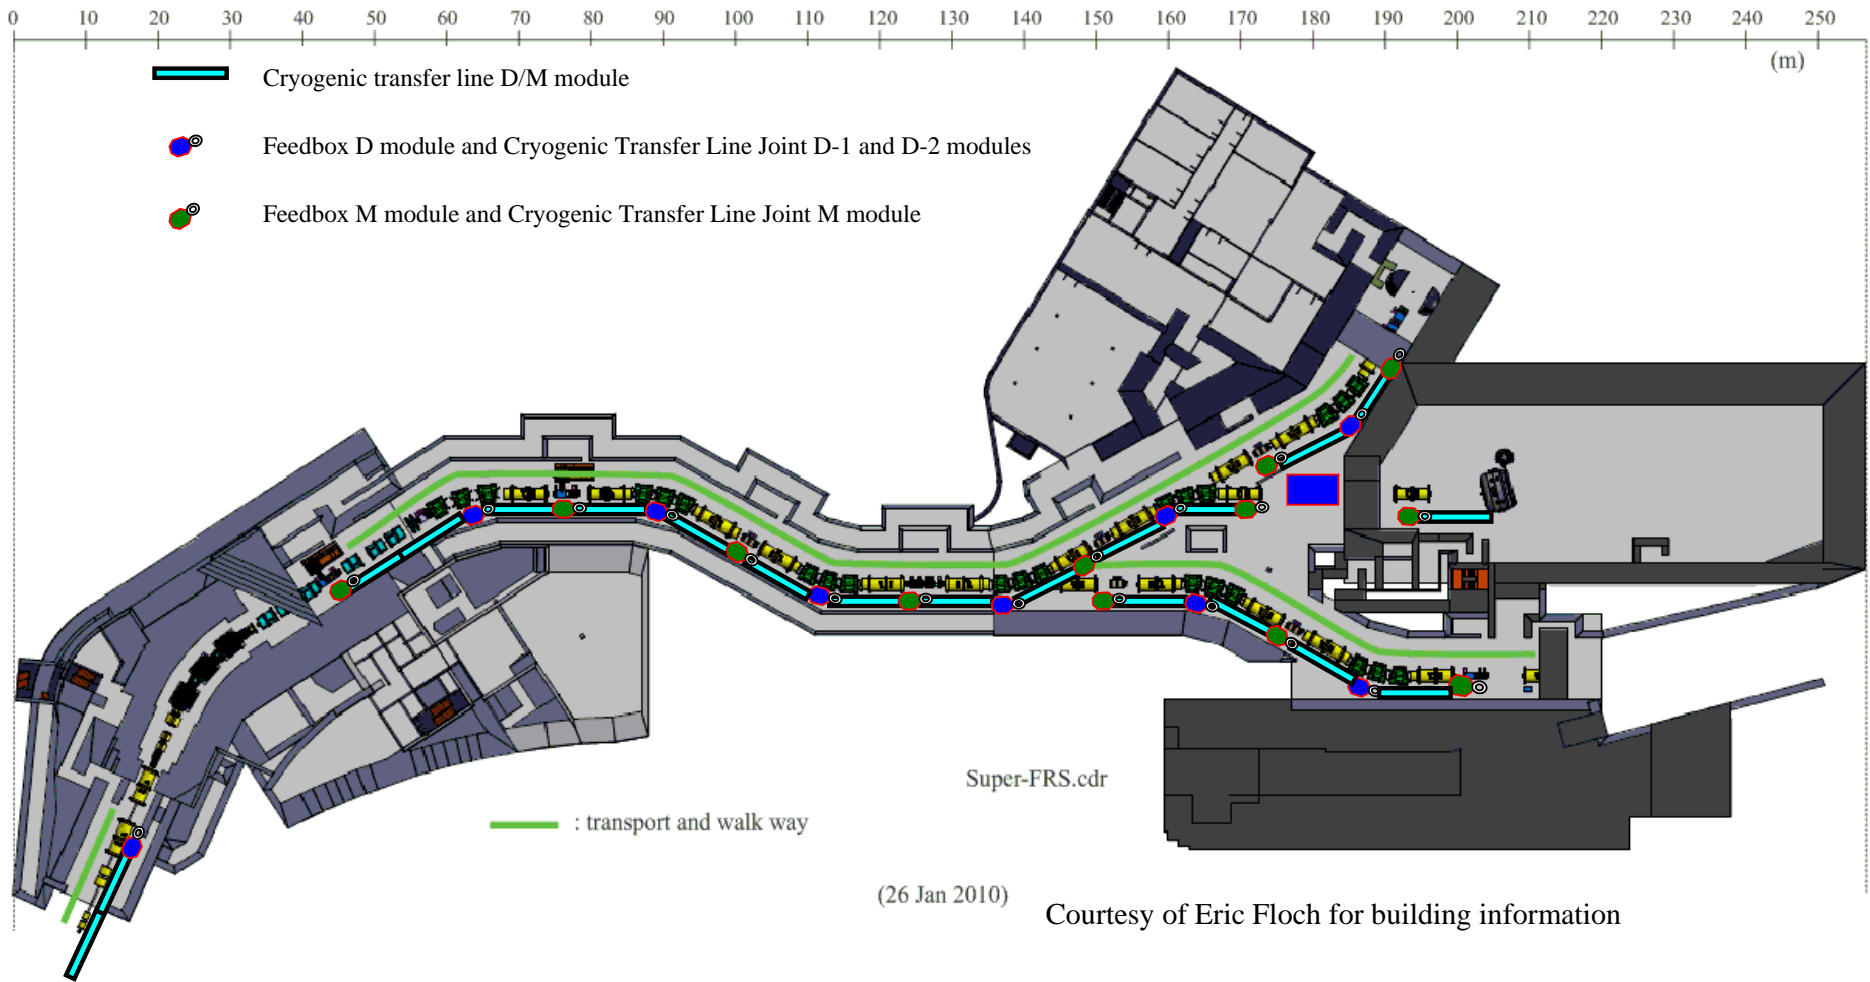 0 10 20 30 40 50 60 70 80 90 100 110 120 130 140 150 160 170 180 190 200 210 220 230 240 250
(m)
Cryogenic transfer line D/M module
Feedbox D module and Cryogenic Transfer Line Joint D-1 and D-2 modules
Feedbox M module and Cryogenic Transfer Line Joint M module
Super-FRS.cdr
: transport and walk way
(26 Jan 2010)
Courtesy of Eric Floch for building information